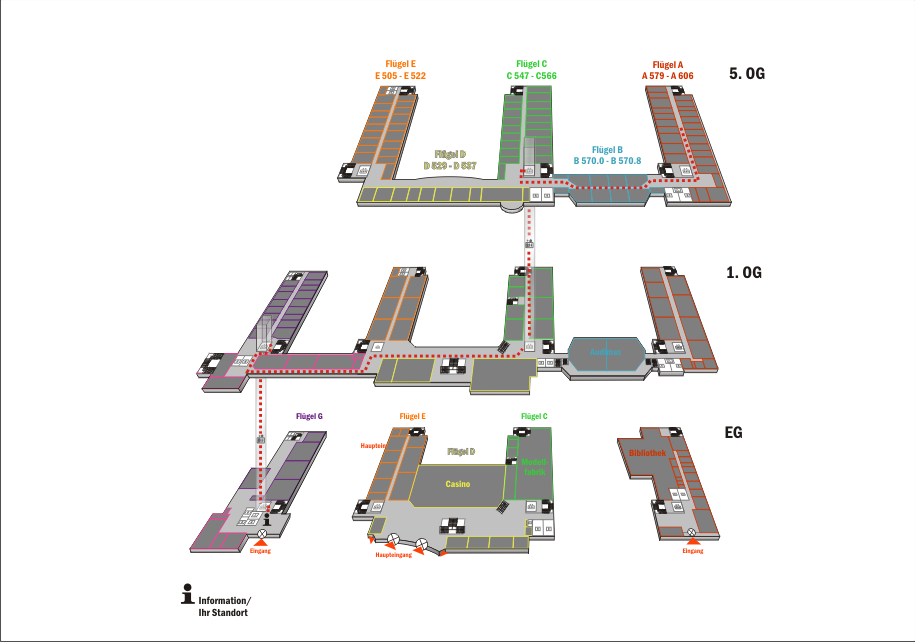 Flügel E
E 505 - E 522
Flügel C
C 547 - C566
Flügel A
A 579 - A 606
5. OG
Flügel D
D 529 - D 537
Flügel B
B 570.0 - B 570.8
1. OG
Flügel G
Flügel E
Flügel C
EG
Hauptein
Flügel D
Casino
Bibliothek
Eingang
Haupteingang
Eingang
Information/
Ihr Standort